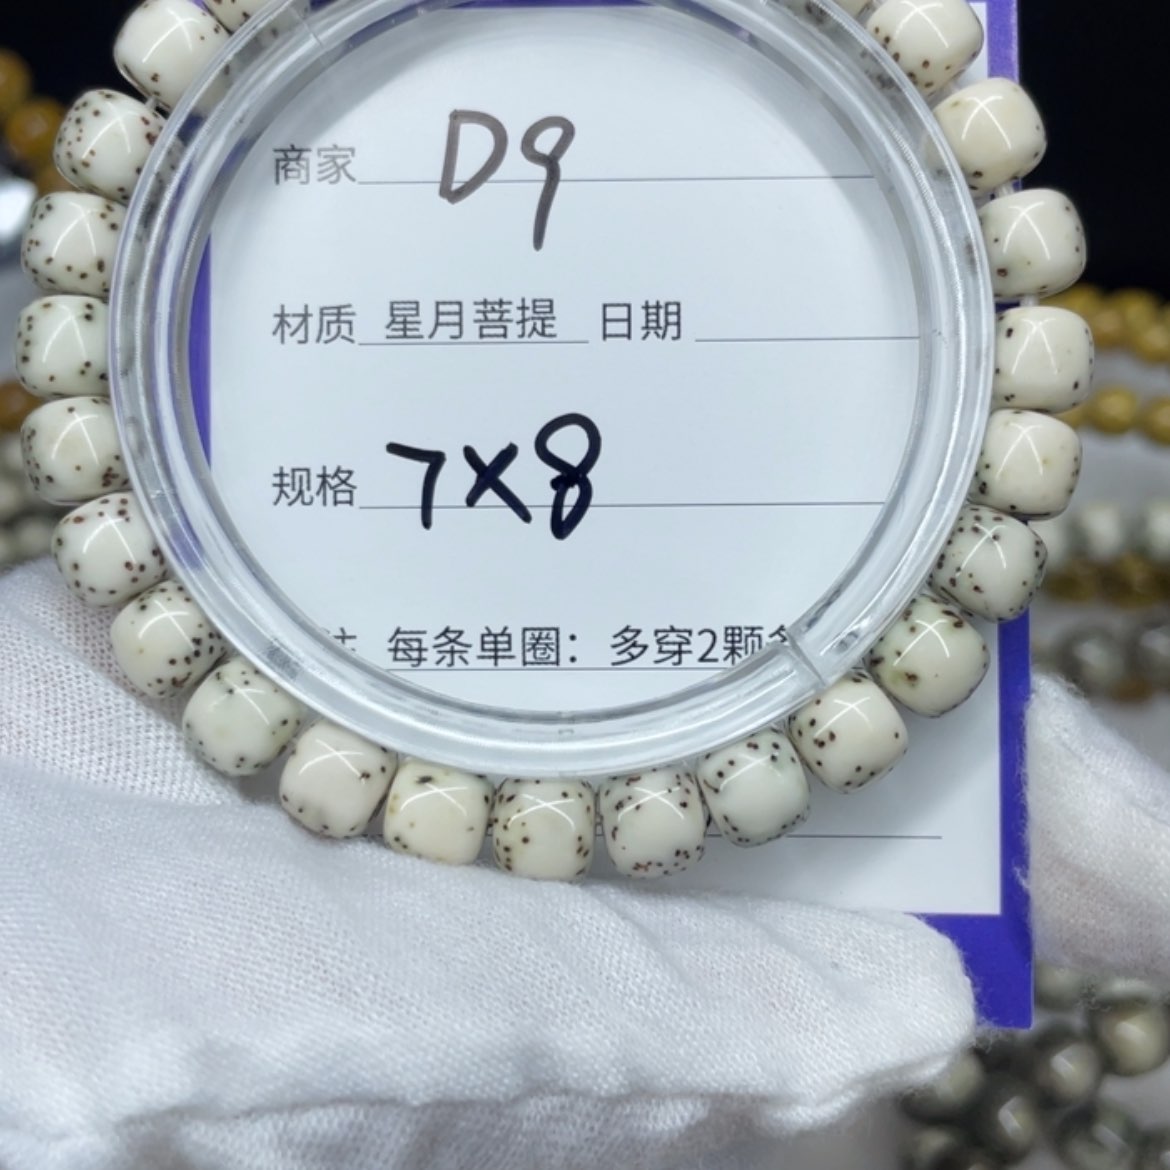 商家 D9
材质 星月菩提 日期
规格 7×8
每条单圈：多穿2颗